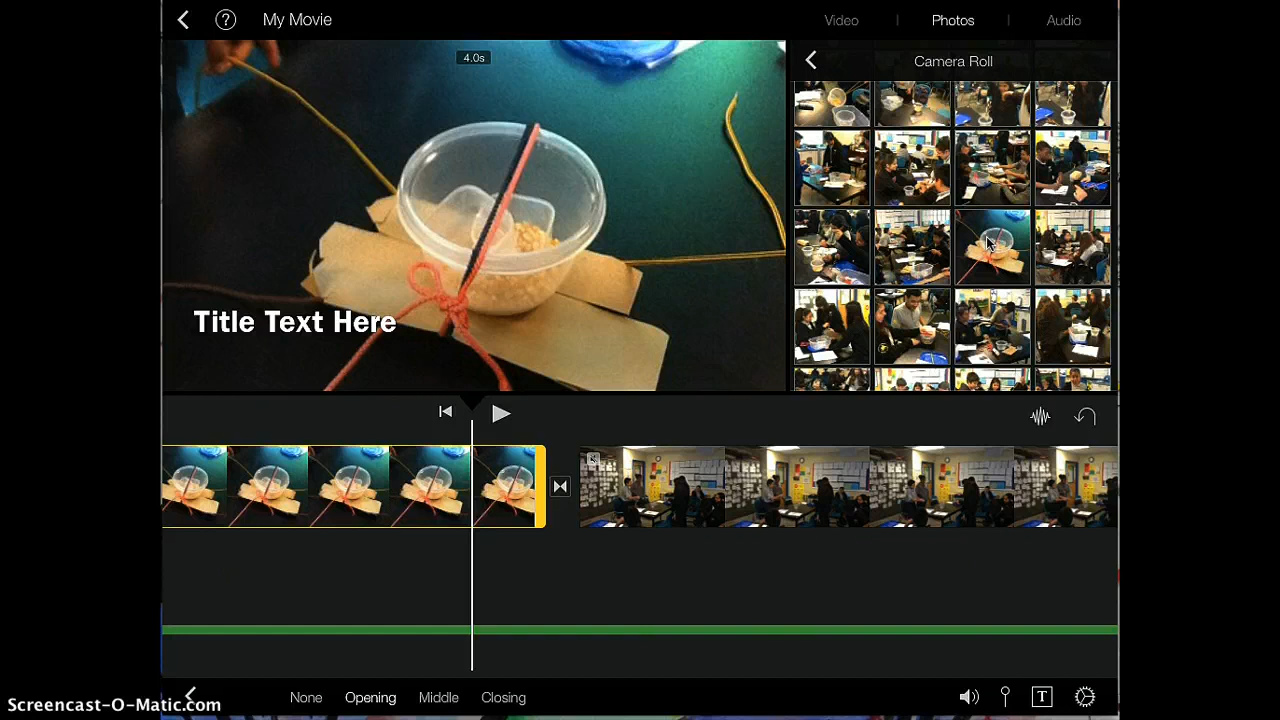 My Movie
Video
Photos
Audio
4.0s
Camera Roll
Title Text Here
T
None
Opening
Middle
Closing
Screencast-O-Matic.com